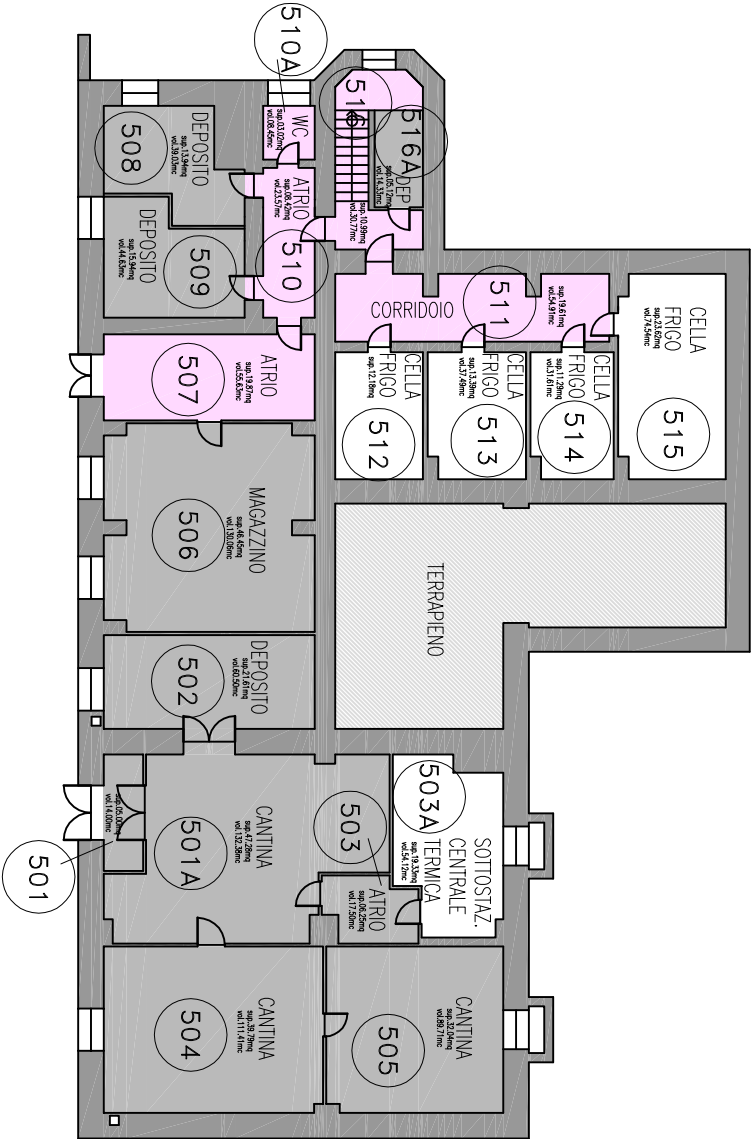 510A
WC
sup.03.02mq
vol.08.45mc
516
516A
DEP
sup.05.12mq
vol.14.33mc
sup.10.99mq
vol.30.77mc
508
DEPOSITO
sup.13.94mq
vol.39.03mc
509
DEPOSITO
sup.15.94mq
vol.44.63mc
510
ATRIO
sup.08.42mq
vol.23.57mc
511
CORRIDOIO
sup.19.61mq
vol.54.91mc
507
ATRIO
sup.19.87mq
vol.55.63mc
512
CELLA
FRIGO
sup.12.18mq
513
CELLA
FRIGO
sup.13.39mq
vol.37.49mc
514
CELLA
FRIGO
sup.11.29mq
vol.31.61mc
515
CELLA
FRIGO
sup.23.62mq
vol.74.54mc
506
MAGAZZINO
sup.46.45mq
vol.130.06mc
TERRAPIENO
502
DEPOSITO
sup.21.61mq
vol.60.50mc
501
sup.05.00mq
vol.14.00mc
501A
CANTINA
sup.47.28mq
vol.132.38mc
503
ATRIO
sup.06.25mq
vol.17.50mc
503A
SOTTOSTAZ.
CENTRALE
TERMICA
sup.19.33mq
vol.54.12mc
504
CANTINA
sup.39.79mq
vol.111.41mc
505
CANTINA
sup.32.04mq
vol.89.71mc